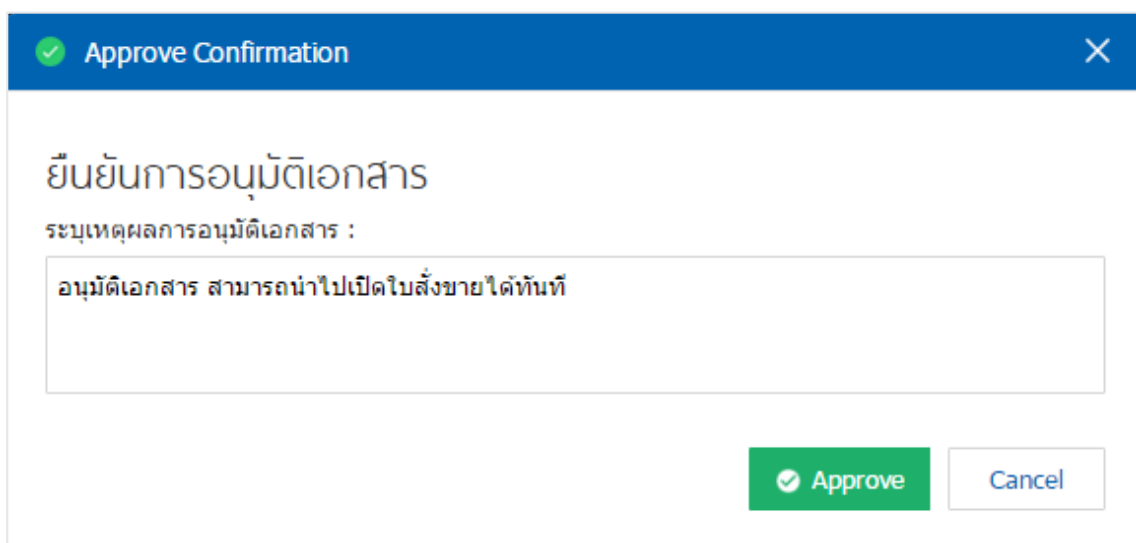 Approve Confirmation
ยืนยันการอนุมัติเอกสาร
ระบุเหตุผลการอนุมัติเอกสาร :
อนุมัติเอกสาร สามารถนำไปเปิดใบสั่งขายได้ทันที
Approve Cancel